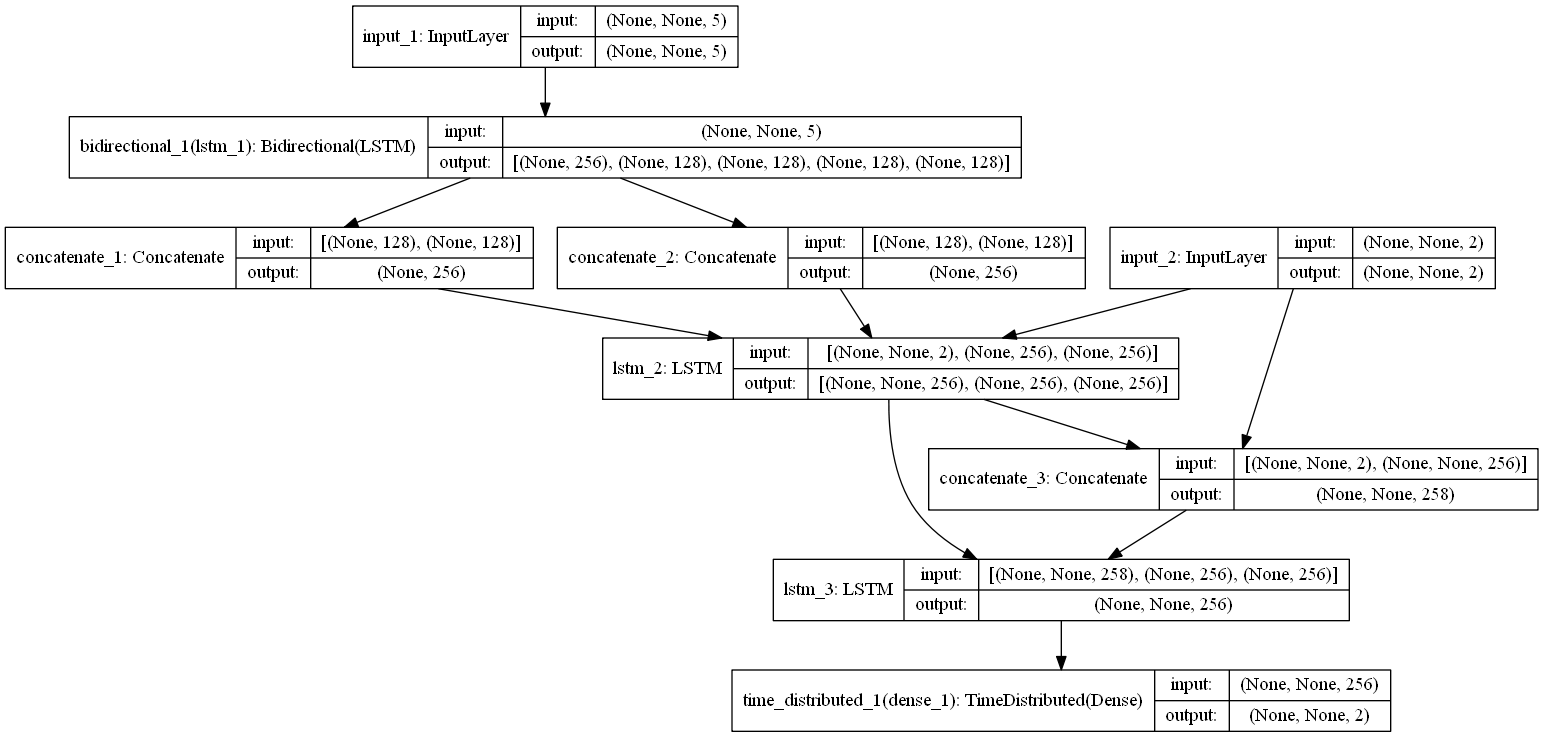 input_1: InputLayer
input: (None, None, 5)
output: (None, None, 5)
bidirectional_1(lstm_1): Bidirectional(LSTM)
input: (None, None, 5)
output: [(None, 256), (None, 128), (None, 128), (None, 128), (None, 128)]
concatenate_1: Concatenate
input: [(None, 128), (None, 128)]
output: (None, 256)
concatenate_2: Concatenate
input: [(None, 128), (None, 128)]
output: (None, 256)
input_2: InputLayer
input: (None, None, 2)
output: (None, None, 2)
lstm_2: LSTM
input: [(None, None, 2), (None, 256), (None, 256)]
output: [(None, None, 256), (None, 256), (None, 256)]
concatenate_3: Concatenate
input: [(None, None, 2), (None, None, 256)]
output: (None, None, 258)
lstm_3: LSTM
input: [(None, None, 258), (None, 256), (None, 256)]
output: (None, None, 256)
time_distributed_1(dense_1): TimeDistributed(Dense)
input: (None, None, 256)
output: (None, None, 2)